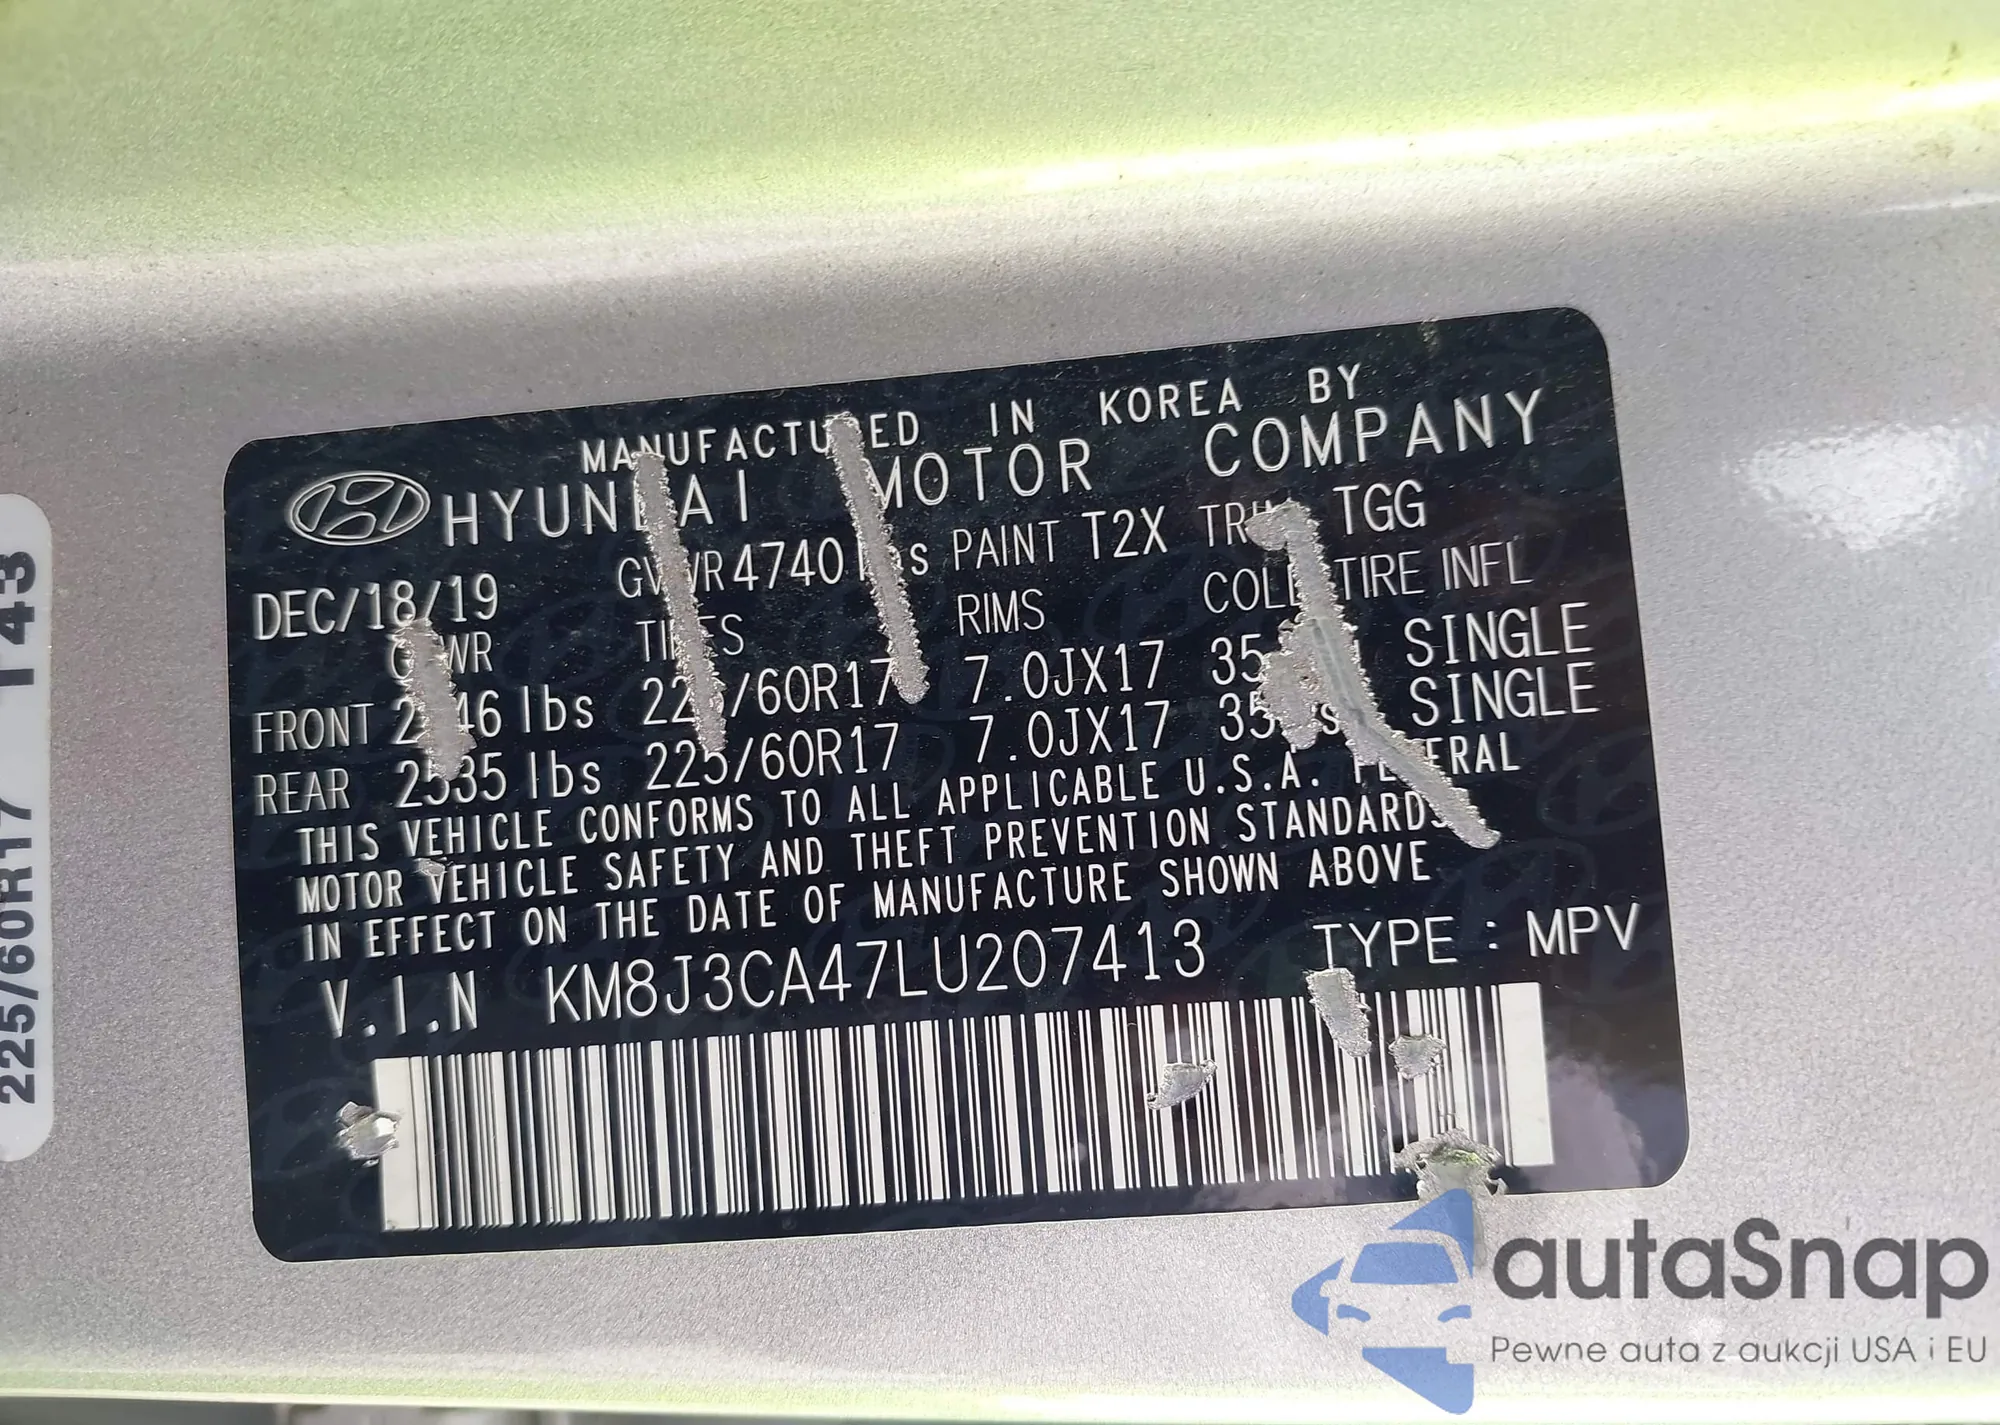 MANUFACTURED IN KOREA BY
HYUNDAI MOTOR COMPANY
DEC/18/19 GVWR 4740 lbs PAINT T2X TRIM TGG
GAWR TIRES RIMS COLD TIRE INFL
FRONT lbs 225/60R17 7.0JX17 SINGLE
REAR 2535 lbs 225/60R17 7.0JX17 SINGLE
THIS VEHICLE CONFORMS TO ALL APPLICABLE U.S.A. FEDERAL
MOTOR VEHICLE SAFETY AND THEFT PREVENTION STANDARDS
IN EFFECT ON THE DATE OF MANUFACTURE SHOWN ABOVE
V.I.N KM8J3CA47LU207413 TYPE : MPV
225/60R17 T43
autaSnap
Pewne auta z aukcji USA i EU